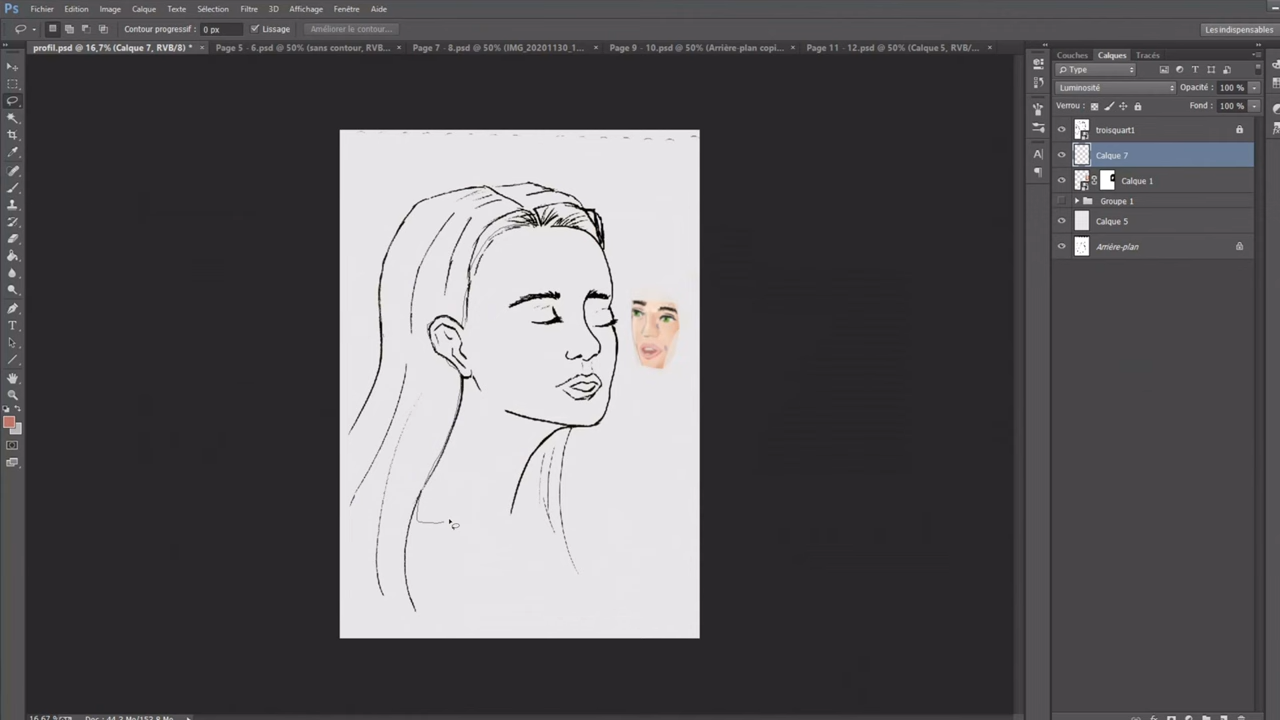 Ps Fichier Edition Image Calque Texte Sélection Filtre 3D Affichage Fenêtre Aide
Contour progressif : 0 px Lissage Améliorer le contour... Les indispensables
profil.psd @ 16,7% (Calque 7, RVB/8) * × Page 5 - 6.psd @ 50% (sans contour, RVB... × Page 7 - 8.psd @ 50% (IMG_20201130_1... × Page 9 - 10.psd @ 50% (Arrière-plan copi... × Page 11 - 12.psd @ 50% (Calque 5, RVB/... ×
Couches Calques Tracés
Type
Luminosité Opacité : 100 %
Verrou : Fond : 100 %
troisquart1
Calque 7
Calque 1
Groupe 1
Calque 5
Arrière-plan